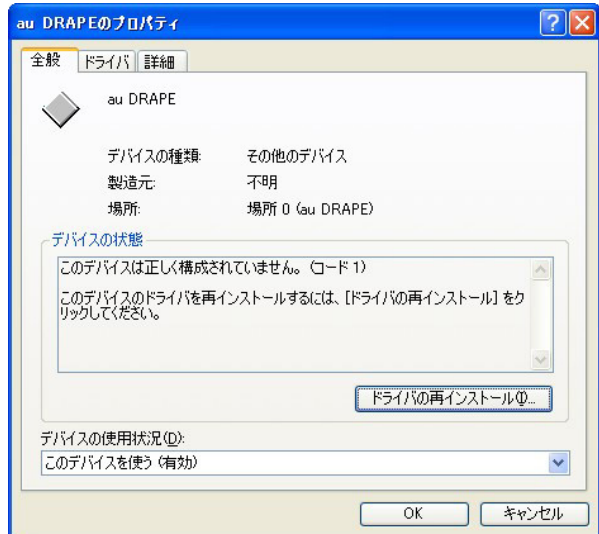 au DRAPEのプロパティ
全般 ドライバ 詳細
au DRAPE
デバイスの種類: その他のデバイス
製造元: 不明
場所: 場所 0 (au DRAPE)
デバイスの状態
このデバイスは正しく構成されていません。 (コード 1)
このデバイスのドライバを再インストールするには、[ドライバの再インストール] をク
リックしてください。
ドライバの再インストール(I)...
デバイスの使用状況(D):
このデバイスを使う (有効)
OK キャンセル